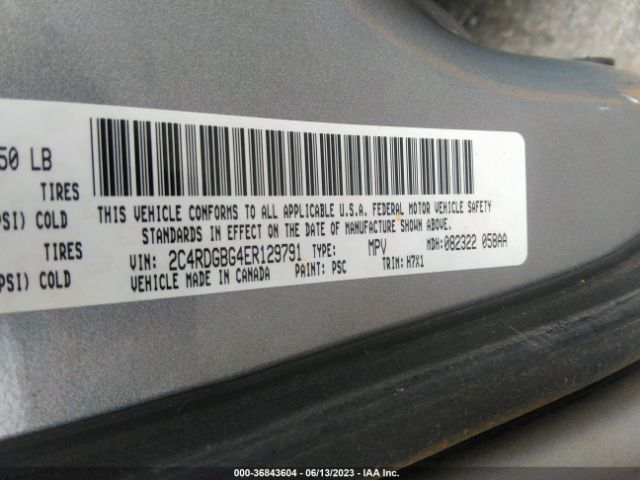 50 LB
TIRES
PSI) COLD
TIRES
PSI) COLD
THIS VEHICLE CONFORMS TO ALL APPLICABLE U.S.A. FEDERAL MOTOR VEHICLE SAFETY
STANDARDS IN EFFECT ON THE DATE OF MANUFACTURE SHOWN ABOVE.
VIN: 2C4RDGBG4ER129791 TYPE: MPV MDH: 082322 058AA
VEHICLE MADE IN CANADA PAINT: PSC TRIM: H7X1
000-36843604 / 06/13/2023 / IAA Inc.